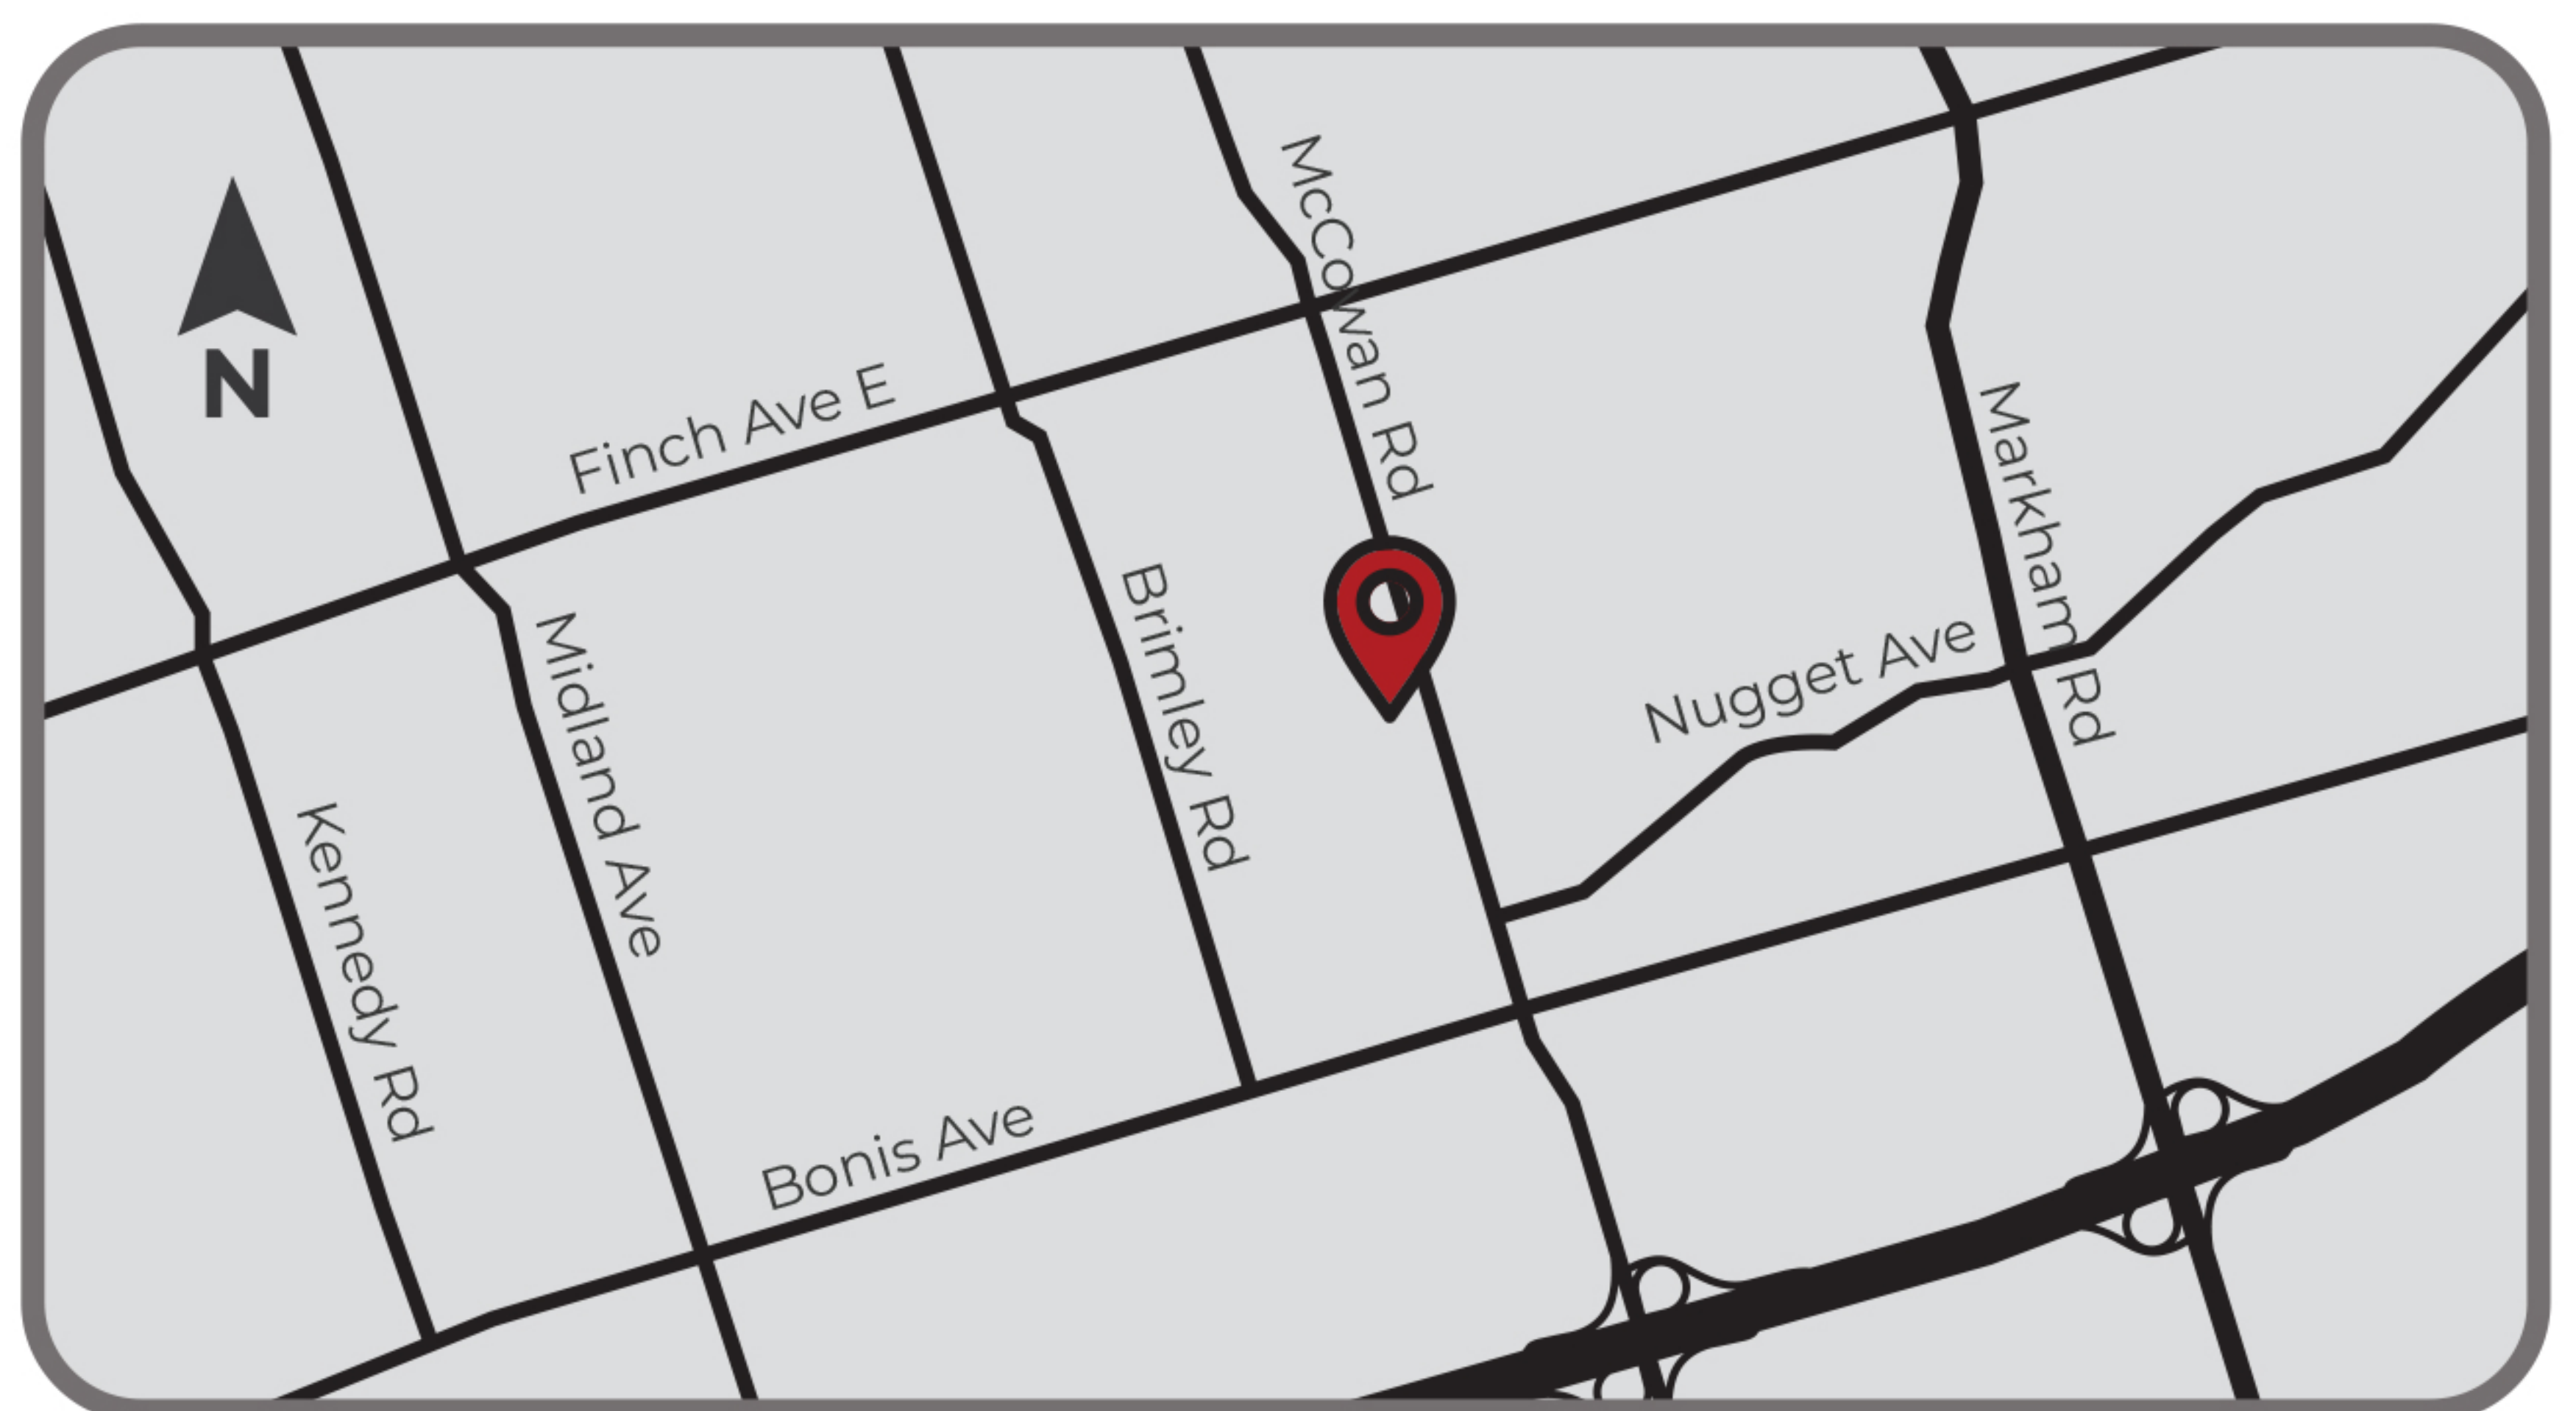 N
McCowan Rd
Finch Ave E
Markham Rd
Midland Ave
Brimley Rd
Nugget Ave
Kennedy Rd
Bonis Ave